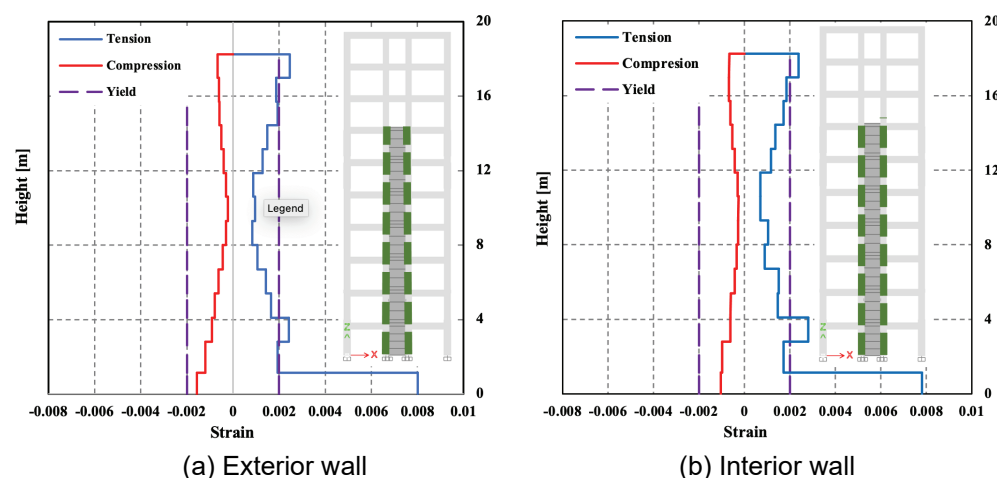 Tension
Compression
Yield
Legend
Height [m]
20
16
12
8
4
0
-0.008 -0.006 -0.004 -0.002 0 0.002 0.004 0.006 0.008 0.01
Strain
Z
X
(a) Exterior wall
Tension
Compresion
Yield
Height [m]
20
16
12
8
4
0
-0.008 -0.006 -0.004 -0.002 0 0.002 0.004 0.006 0.008 0.01
Strain
Z
X
(b) Interior wall